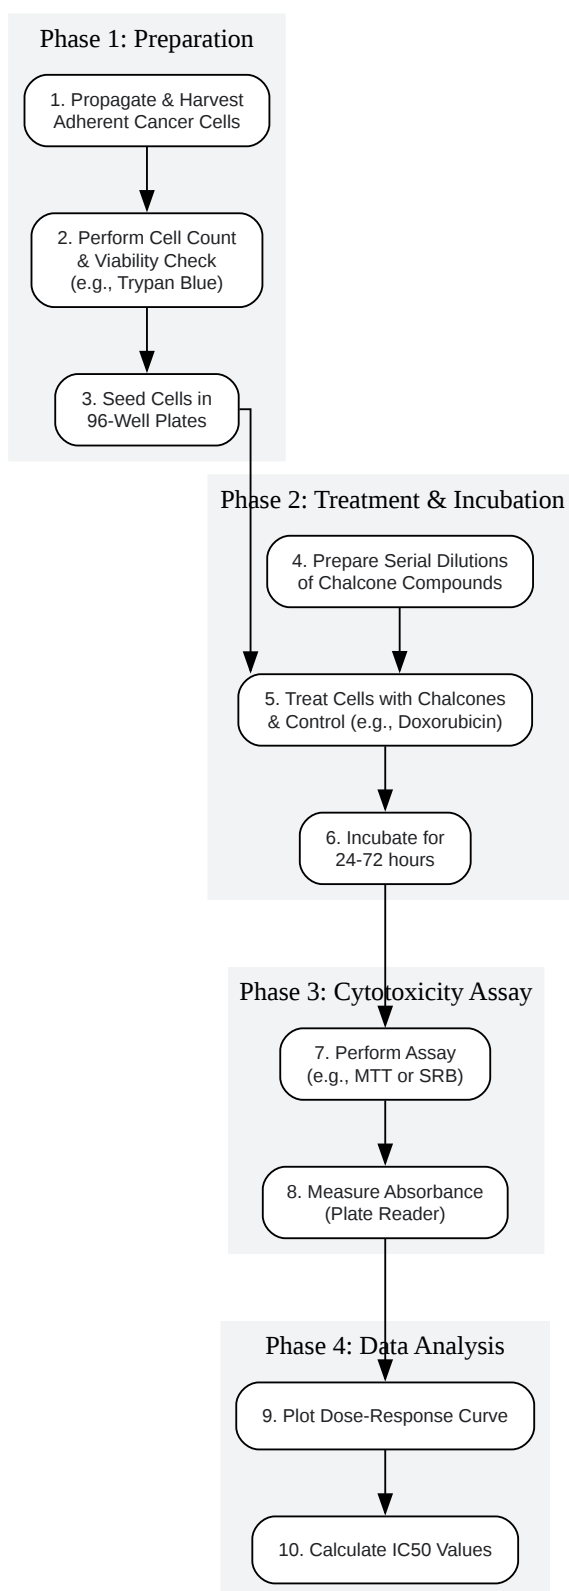 Phase 1: Preparation
1. Propagate & Harvest
Adherent Cancer Cells
2. Perform Cell Count
& Viability Check
(e.g., Trypan Blue)
3. Seed Cells in
96-Well Plates
Phase 2: Treatment & Incubation
4. Prepare Serial Dilutions
of Chalcone Compounds
5. Treat Cells with Chalcones
& Control (e.g., Doxorubicin)
6. Incubate for
24-72 hours
Phase 3: Cytotoxicity Assay
7. Perform Assay
(e.g., MTT or SRB)
8. Measure Absorbance
(Plate Reader)
Phase 4: Data Analysis
9. Plot Dose-Response Curve
10. Calculate IC50 Values